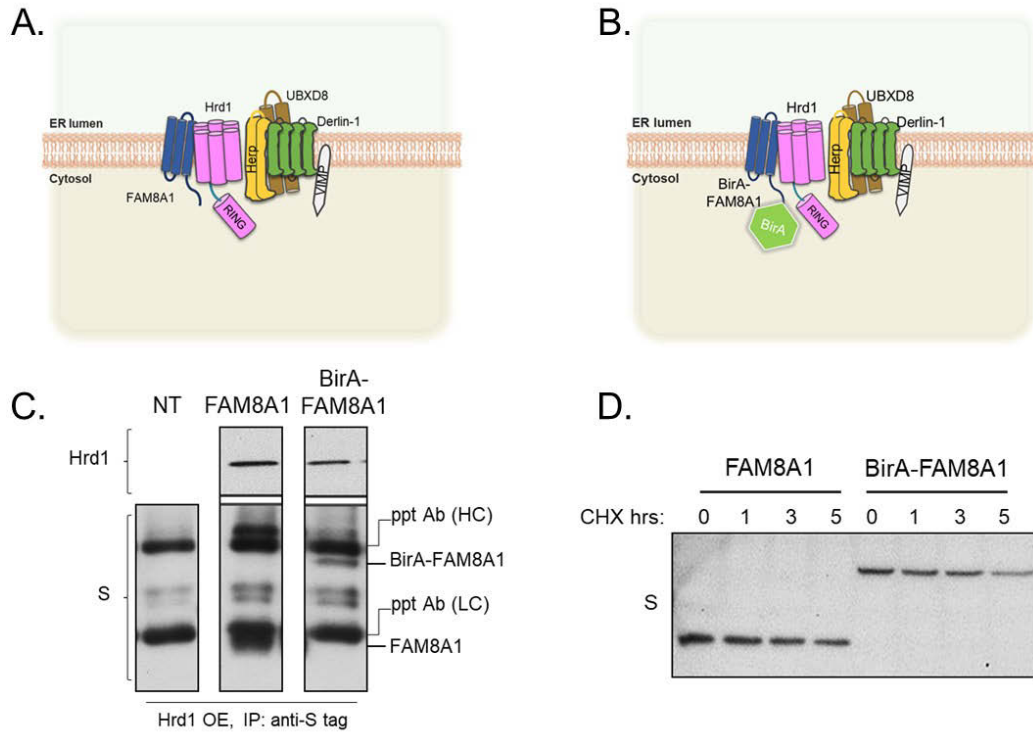 A.
Hrd1
UBXD8
Derlin-1
ER lumen
Herp
Cytosol
VIMP
FAM8A1
RING
B.
UBXD8
Hrd1
Derlin-1
ER lumen
Herp
Cytosol
BirA-
FAM8A1
VIMP
RING
BirA
C.
NT
FAM8A1
BirA-
FAM8A1
Hrd1
ppt Ab (HC)
BirA-FAM8A1
S
ppt Ab (LC)
FAM8A1
Hrd1 OE, IP: anti-S tag
D.
FAM8A1 BirA-FAM8A1
CHX hrs: 0 1 3 5 0 1 3 5
S